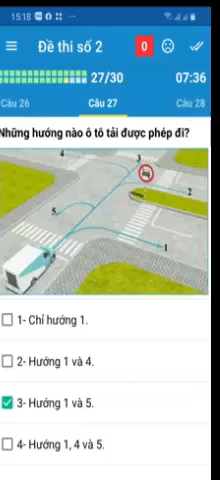 15:18
Đề thi số 2
0
27/30
07:36
Câu 26
Câu 27
Câu 28
Những hướng nào ô tô tải được phép đi?
4
3
2
5
1
1- Chỉ hướng 1.
2- Hướng 1 và 4.
3- Hướng 1 và 5.
4- Hướng 1, 4 và 5.